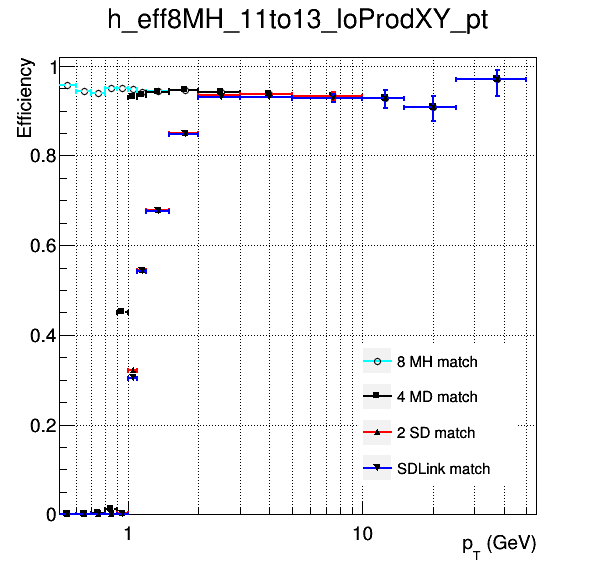 h_eff8MH_11to13_loProdXY_pt
Efficiency
1
0.8
0.6
0.4
0.2
0
8 MH match
4 MD match
2 SD match
SDLink match
1
10
p_T (GeV)